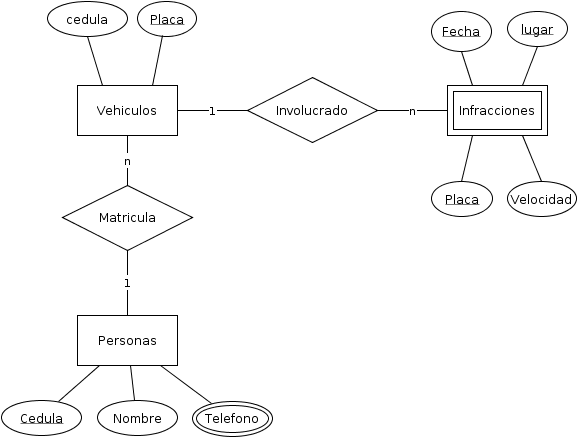 cedula
Placa
Fecha
lugar
Vehiculos
1
Involucrado
n
Infracciones
n
Placa
Velocidad
Matricula
1
Personas
Cedula
Nombre
Telefono